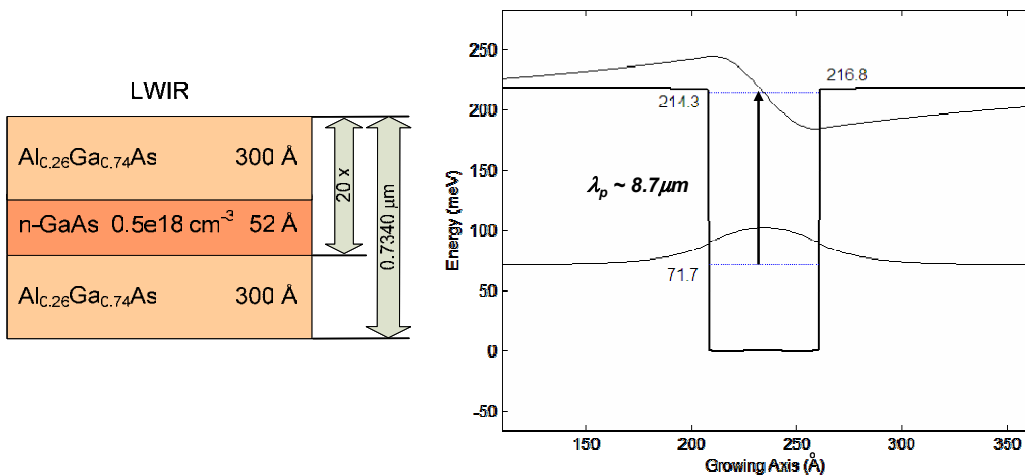 LWIR
Al0.26Ga0.74As 300 Å
n-GaAs 0.5e18 cm-3 52 Å
Al0.26Ga0.74As 300 Å
20 x
0.7340 µm
Energy (meV)
250
200
150
100
50
0
-50
216.8
214.3
λp ~ 8.7µm
71.7
150
200
250
300
350
Growing Axis (Å)